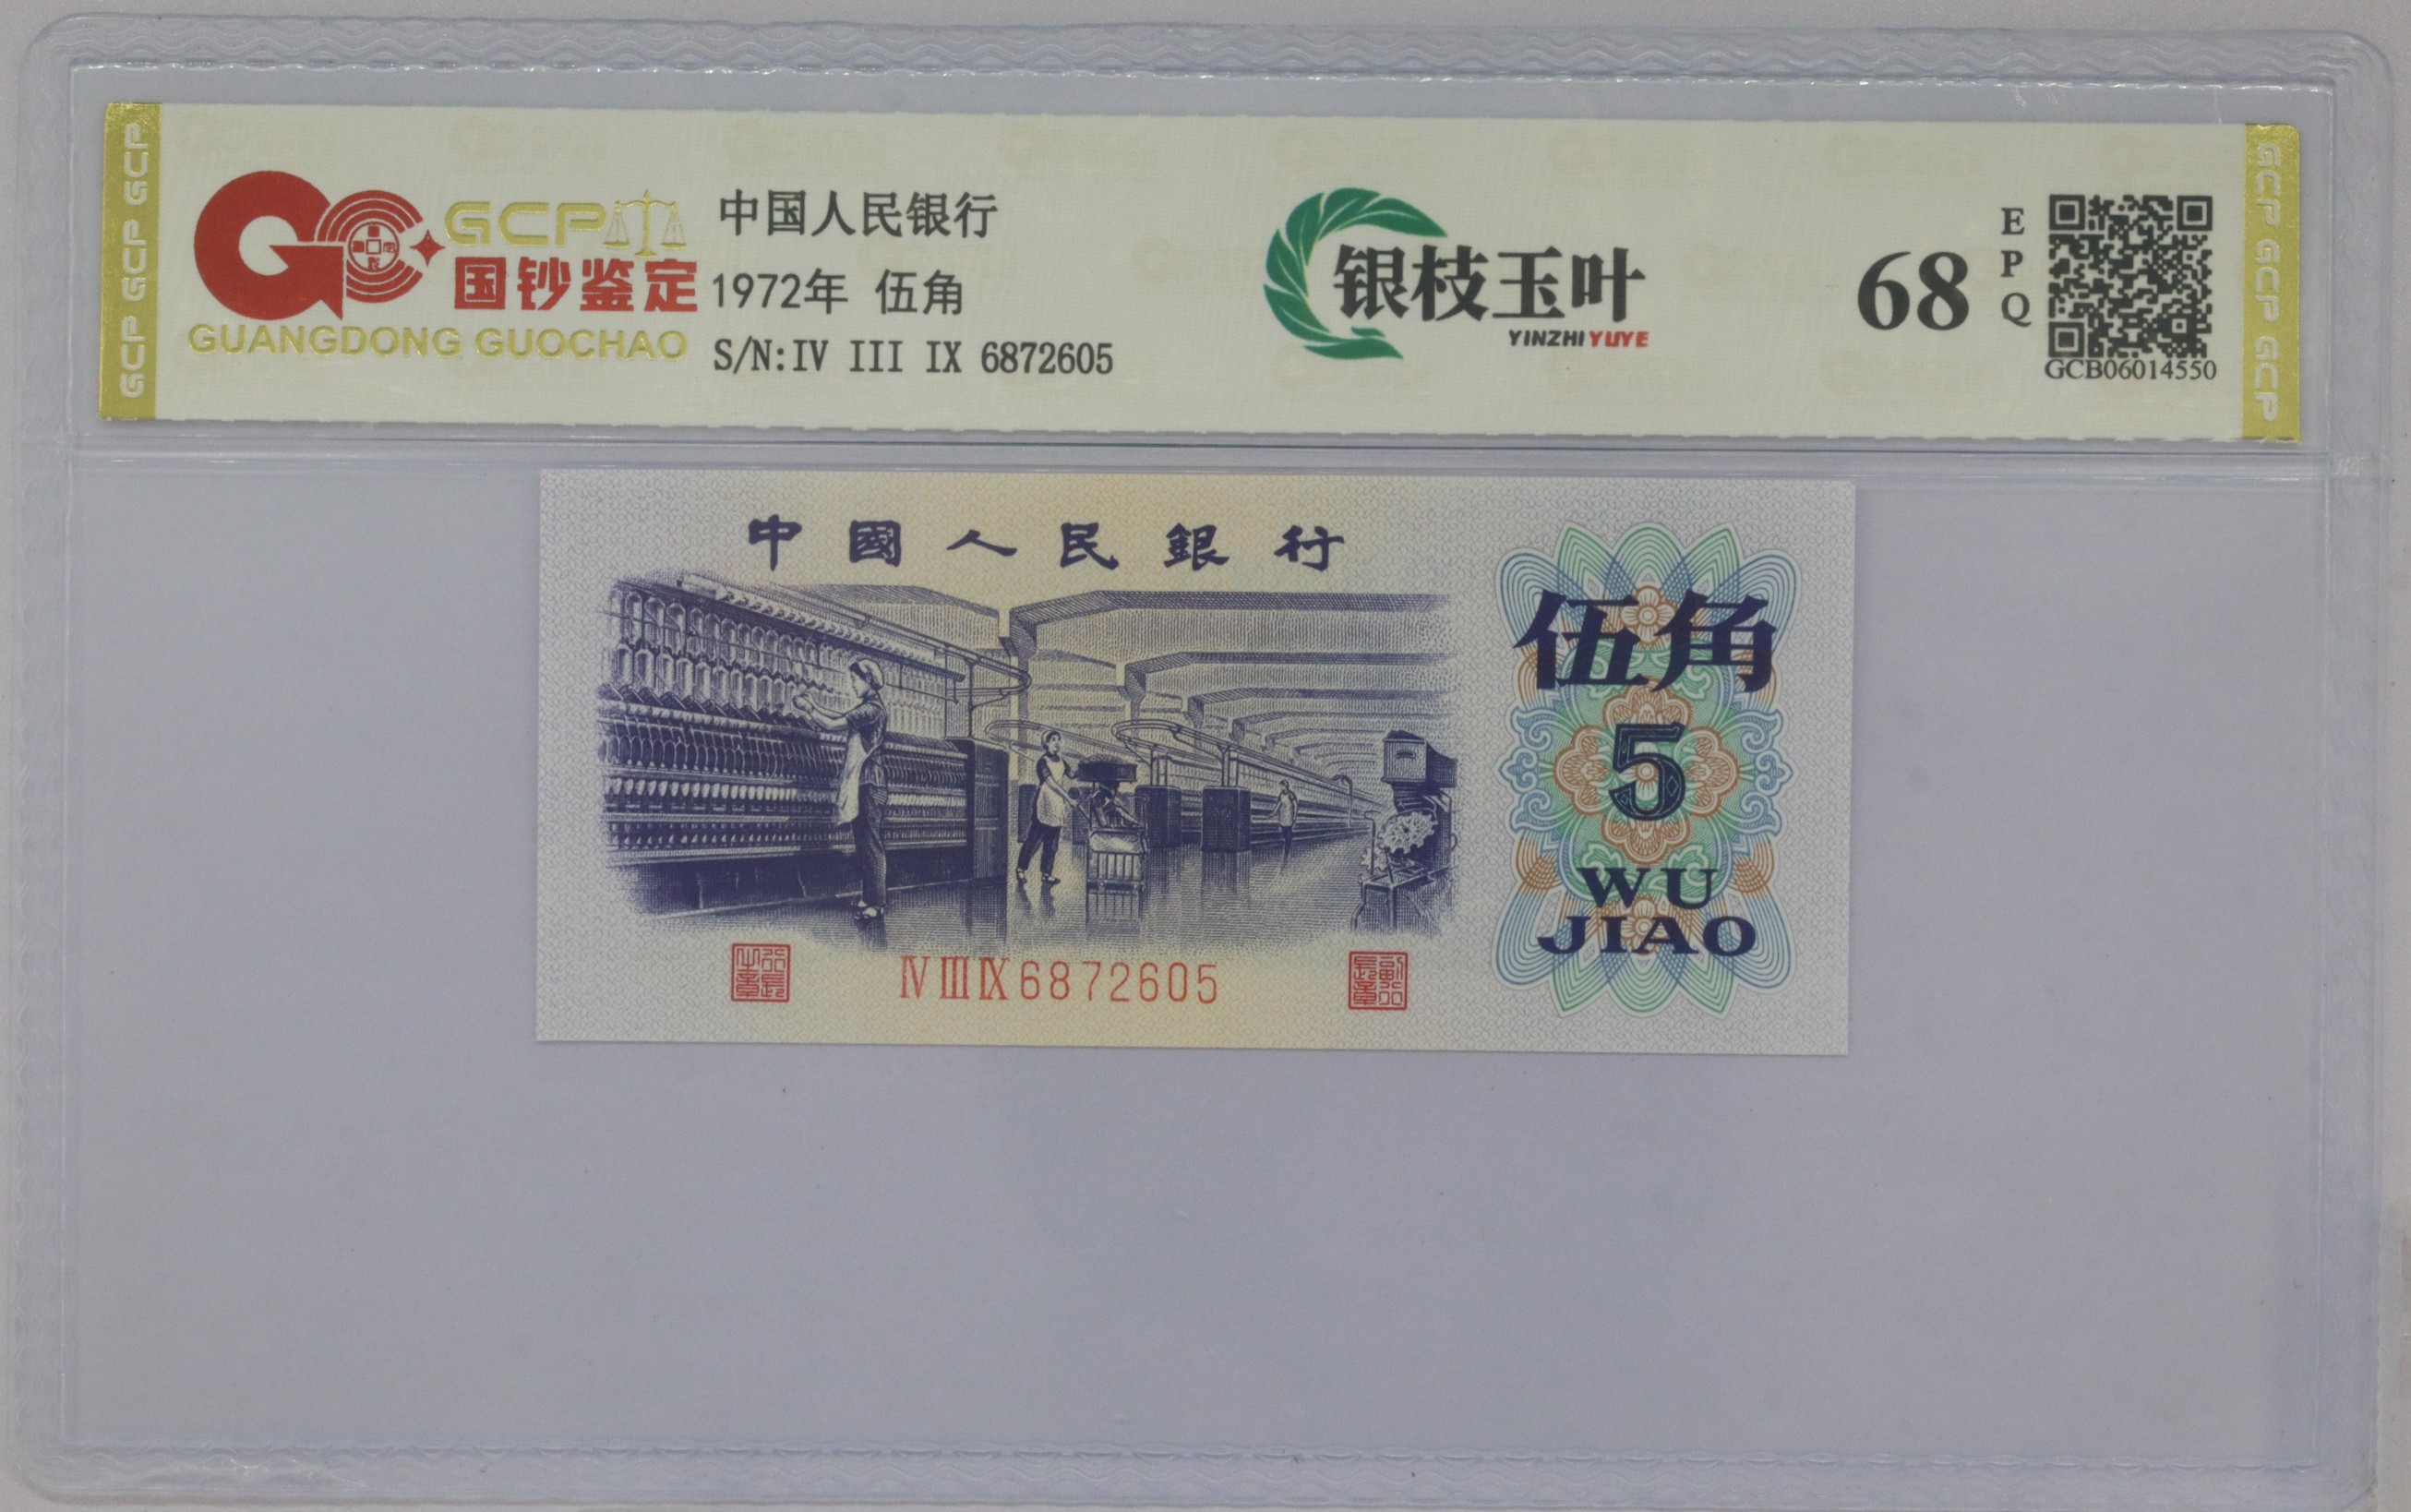 GCP GCP GCP
GCP
国钞鉴定
GUANGDONG GUOCHAO
中国人民银行
1972年 伍角
S/N:IV III IX 6872605
银枝玉叶
YINZHI YUYE
68
EPQ
GCB06014550
GCP GCP GCP
中國人民銀行
伍角
5
WU
JIAO
IV III IX 6872605